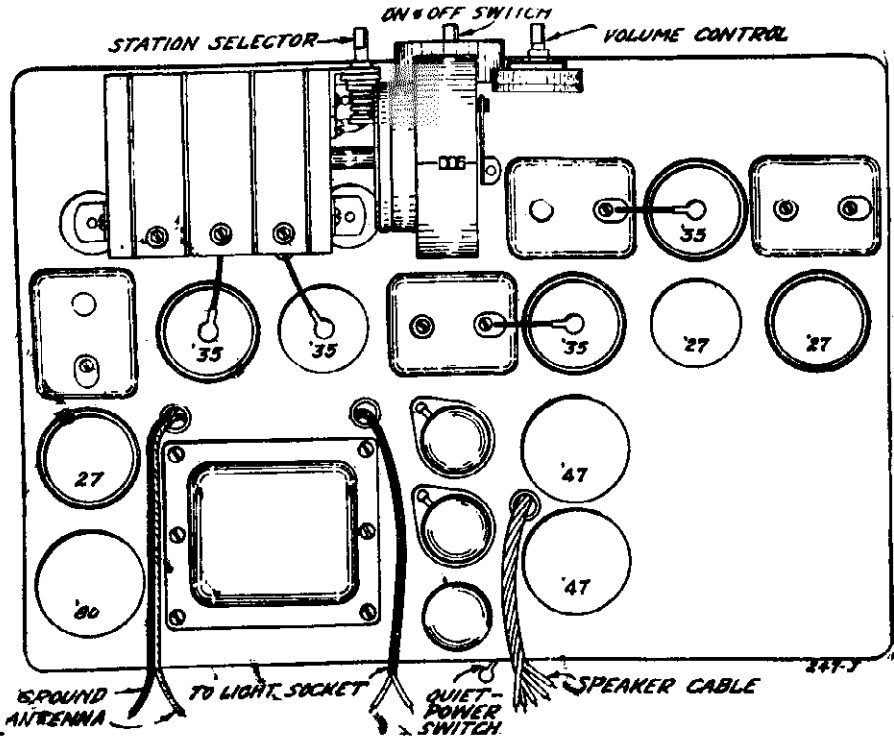 ON & OFF SWITCH
STATION SELECTOR
VOLUME CONTROL
'35
'35
'35
'35
'27
'27
27
'47
'80
'47
GROUND
ANTENNA
TO LIGHT SOCKET
QUIET-
POWER
SWITCH
SPEAKER CABLE